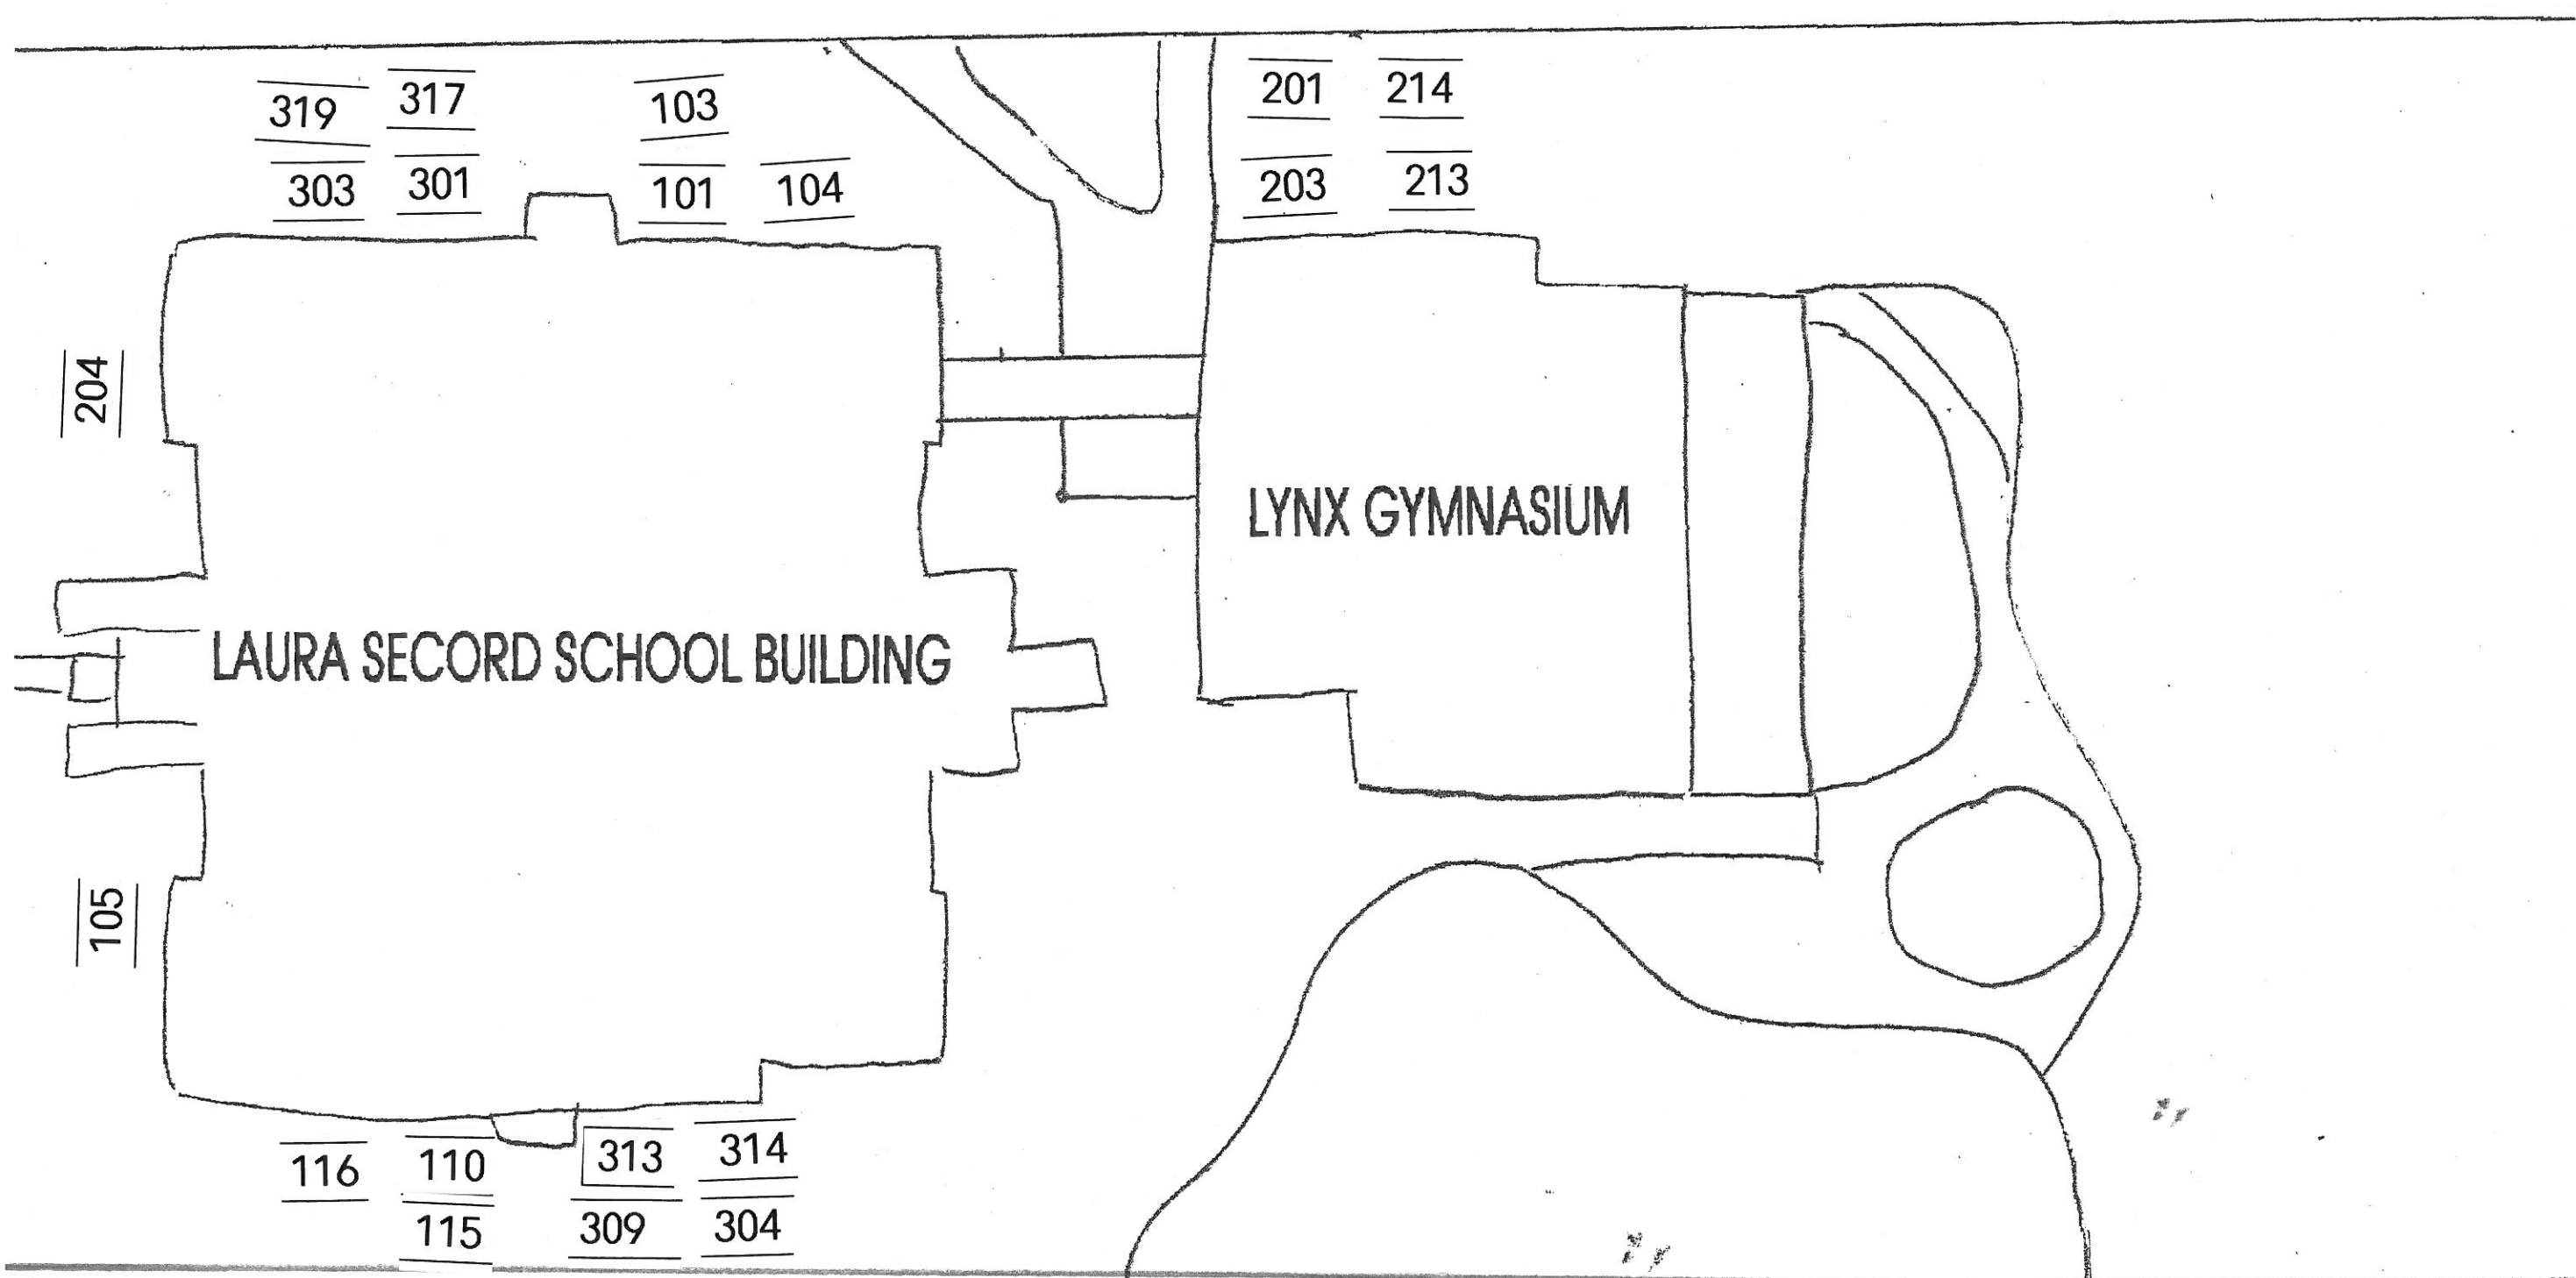 319 317 103 201 214
303 301 101 104 203 213
204
LYNX GYMNASIUM
LAURA SECORD SCHOOL BUILDING
105
116 110 313 314
115 309 304